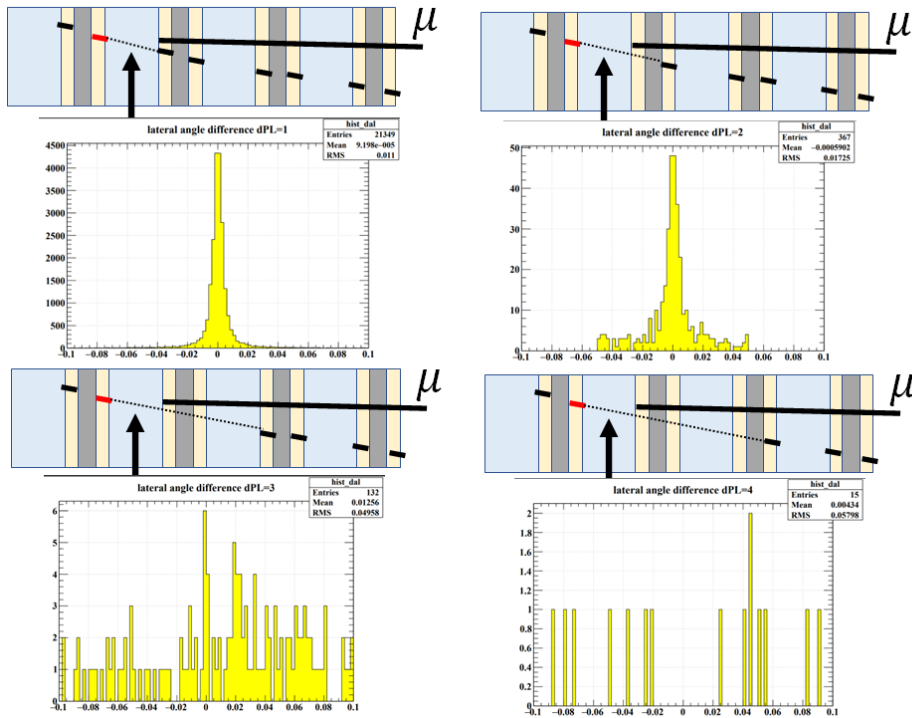 μ
lateral angle difference dPL=1
hist_dal
Entries 21349
Mean 9.198e−005
RMS 0.011
4500
4000
3500
3000
2500
2000
1500
1000
500
0
−0.1 −0.08 −0.06 −0.04 −0.02 0 0.02 0.04 0.06 0.08 0.1
μ
lateral angle difference dPL=2
hist_dal
Entries 367
Mean −0.0005902
RMS 0.01725
50
40
30
20
10
0
−0.1 −0.08 −0.06 −0.04 −0.02 0 0.02 0.04 0.06 0.08 0.1
μ
lateral angle difference dPL=3
hist_dal
Entries 132
Mean 0.01256
RMS 0.04958
6
5
4
3
2
1
0
−0.1 −0.08 −0.06 −0.04 −0.02 0 0.02 0.04 0.06 0.08 0.1
μ
lateral angle difference dPL=4
hist_dal
Entries 15
Mean 0.00434
RMS 0.05798
2
1.8
1.6
1.4
1.2
1
0.8
0.6
0.4
0.2
0
−0.1 −0.08 −0.06 −0.04 −0.02 0 0.02 0.04 0.06 0.08 0.1